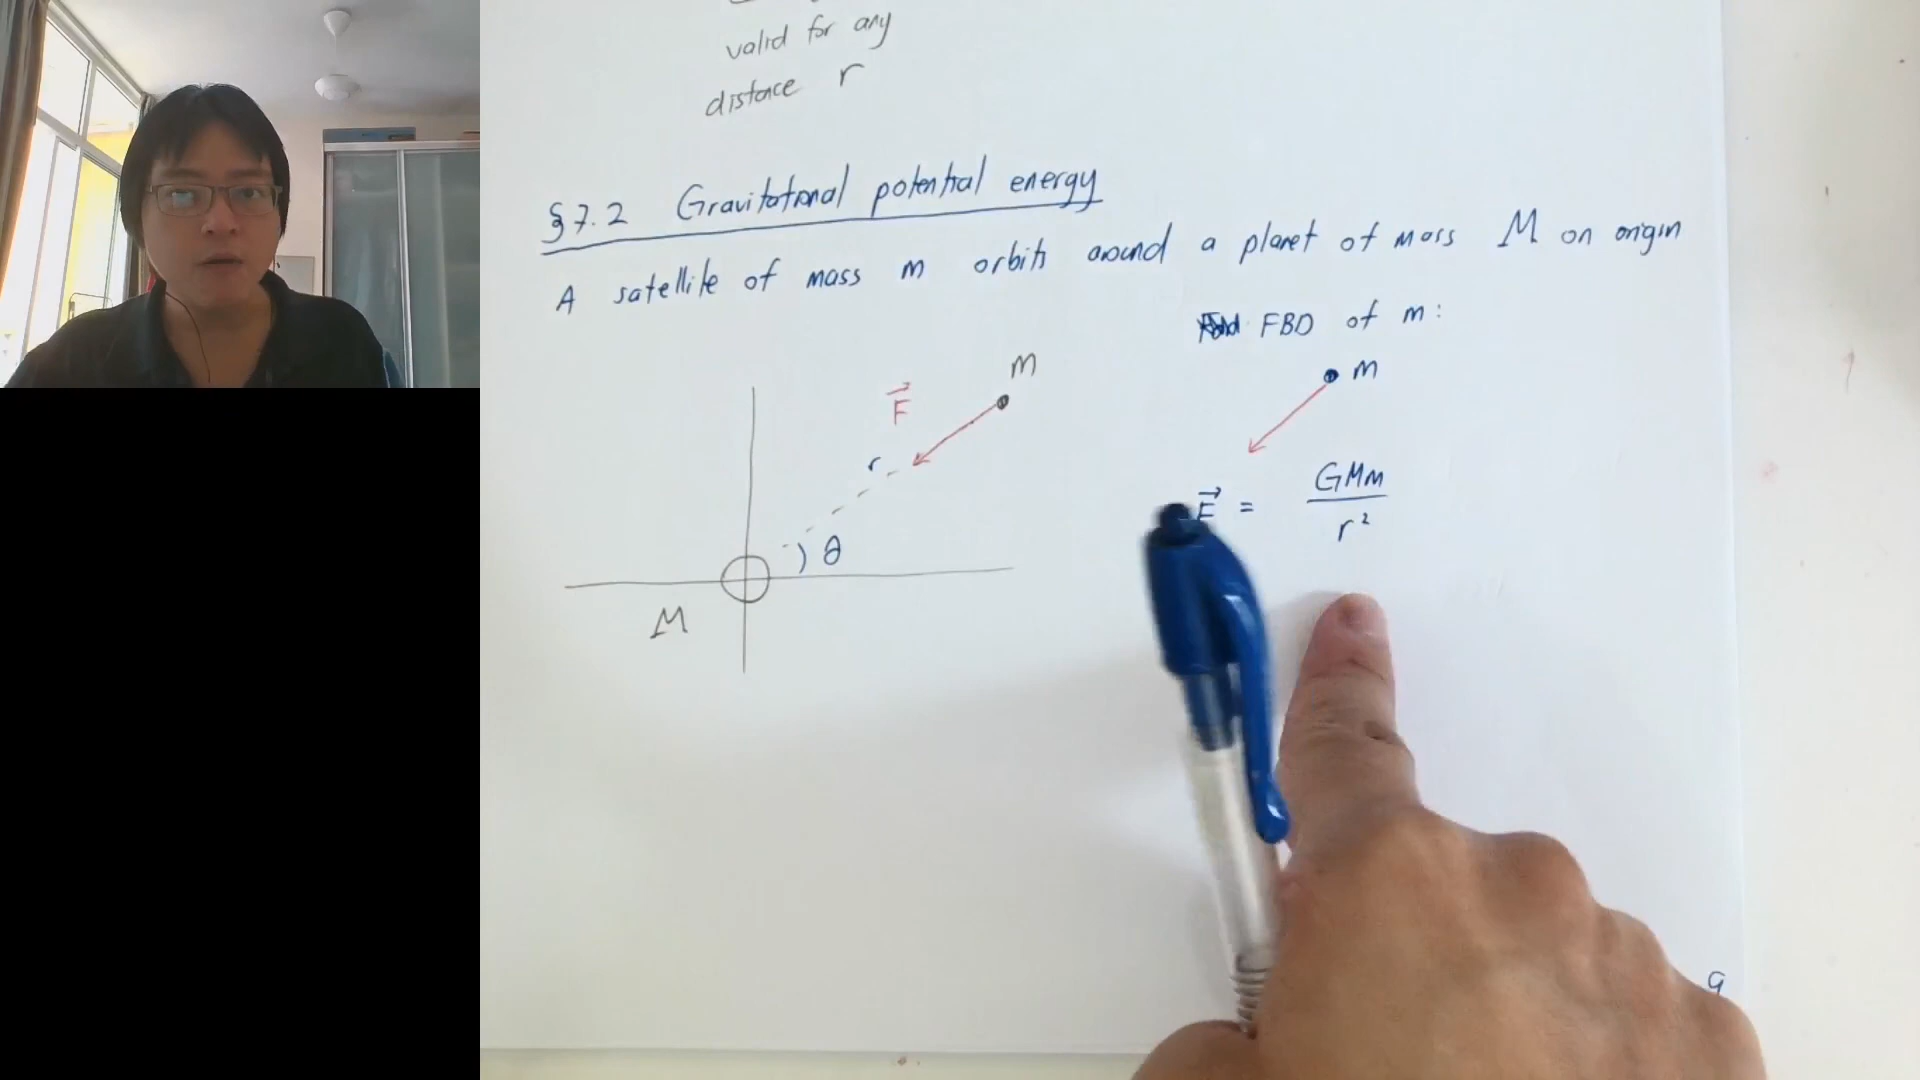 valid for any
distance r
§7.2 Gravitational potential energy
A satellite of mass m orbits around a planet of mass M on origin
FBD of m:
m
F
m
r
θ
M
F = GMm / r²
9